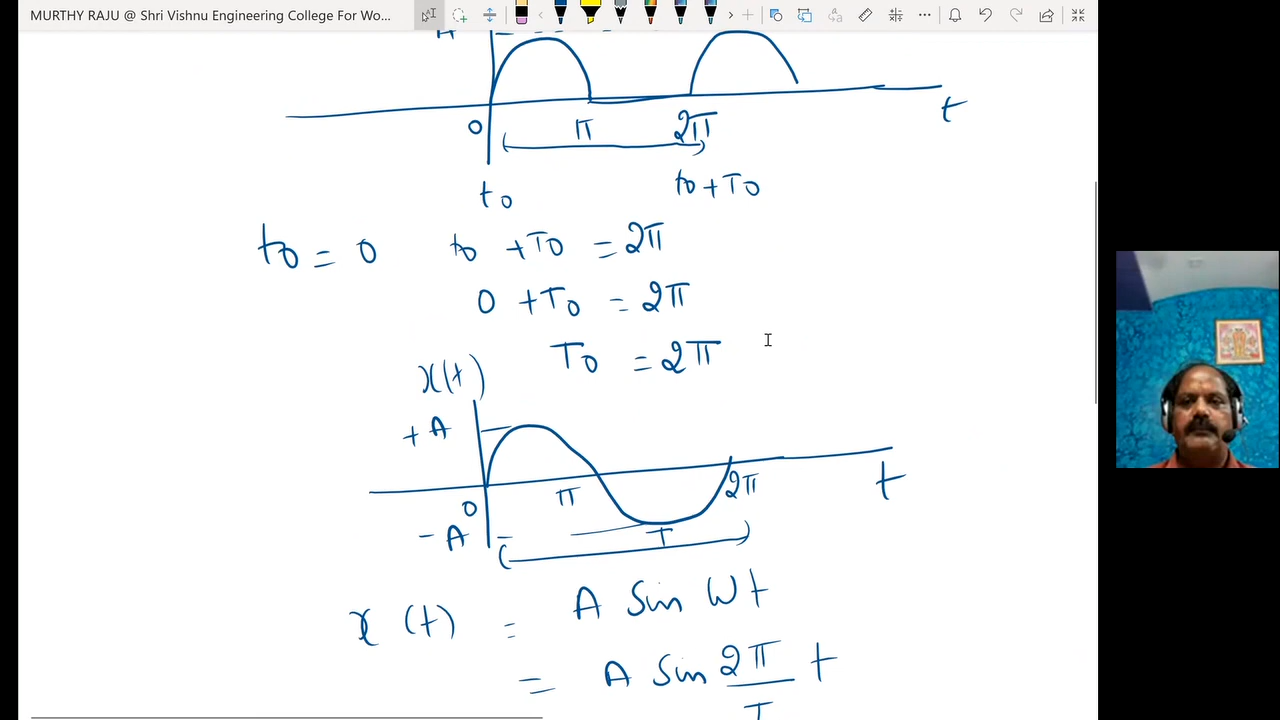 MURTHY RAJU @ Shri Vishnu Engineering College For Wo...
A
t
0 π 2π
t0 t0 + T0
t0 = 0 t0 + T0 = 2π
0 + T0 = 2π
T0 = 2π
x(t)
+A
0 π 2π t
-A T
x(t) = A Sin Wt
= A Sin 2π/T t